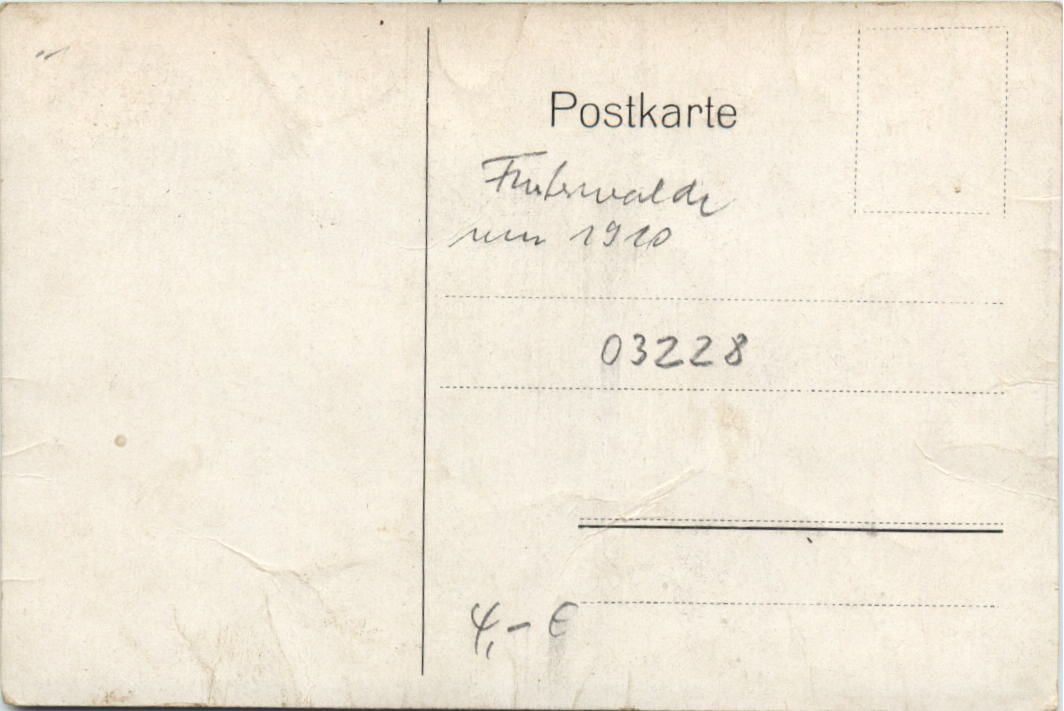 Postkarte
Finsterwalde
um 1910
03228
4,- €